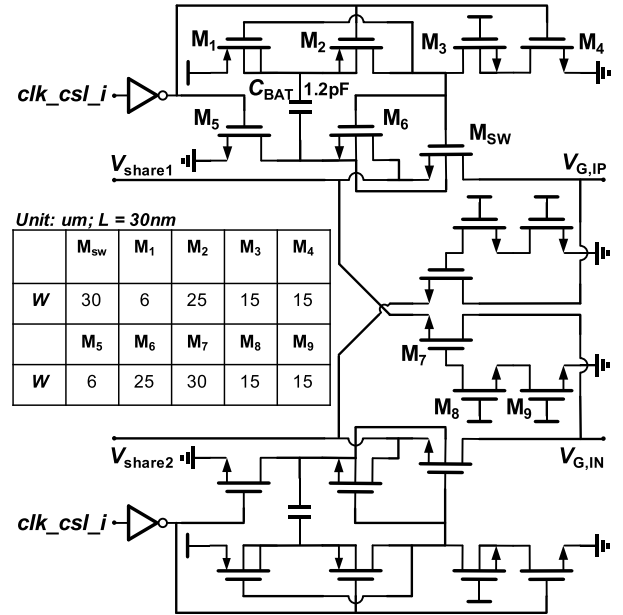 M1
M2
M3
M4
clk_csl_i
CBAT
1.2pF
M5
M6
MSW
Vshare1
VG,IP
Unit: um; L = 30nm
Msw M1 M2 M3 M4
W 30 6 25 15 15
M5 M6 M7 M8 M9
W 6 25 30 15 15
M7
M8
M9
Vshare2
VG,IN
clk_csl_i